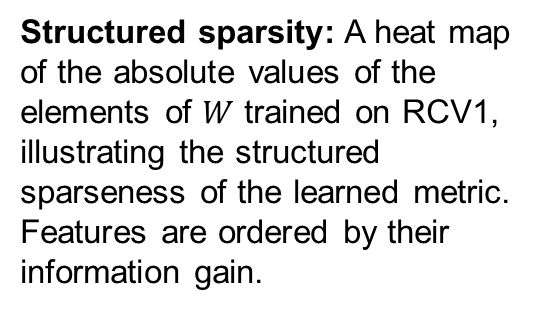 Structured sparsity: A heat map
of the absolute values of the
elements of W trained on RCV1,
illustrating the structured
sparseness of the learned metric.
Features are ordered by their
information gain.